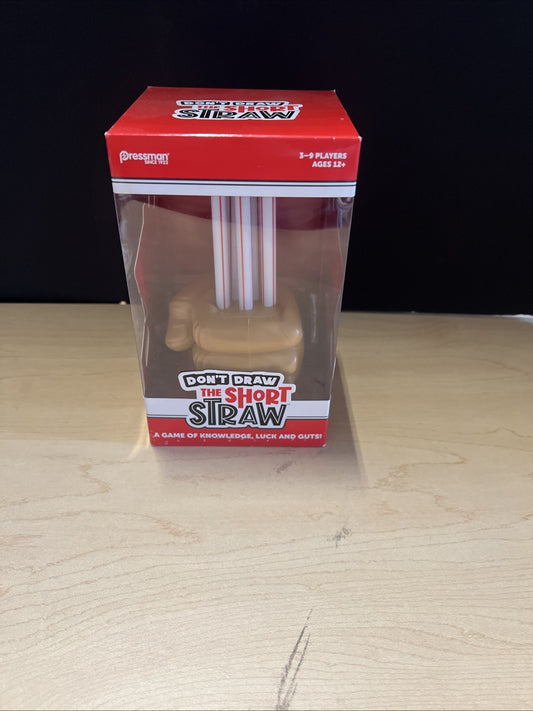 DON'T DRAW
THE SHORT
STRAW
Pressman
SINCE 1922
3–9 PLAYERS
AGES 12+
DON'T DRAW
THE SHORT
STRAW
A GAME OF KNOWLEDGE, LUCK AND GUTS!